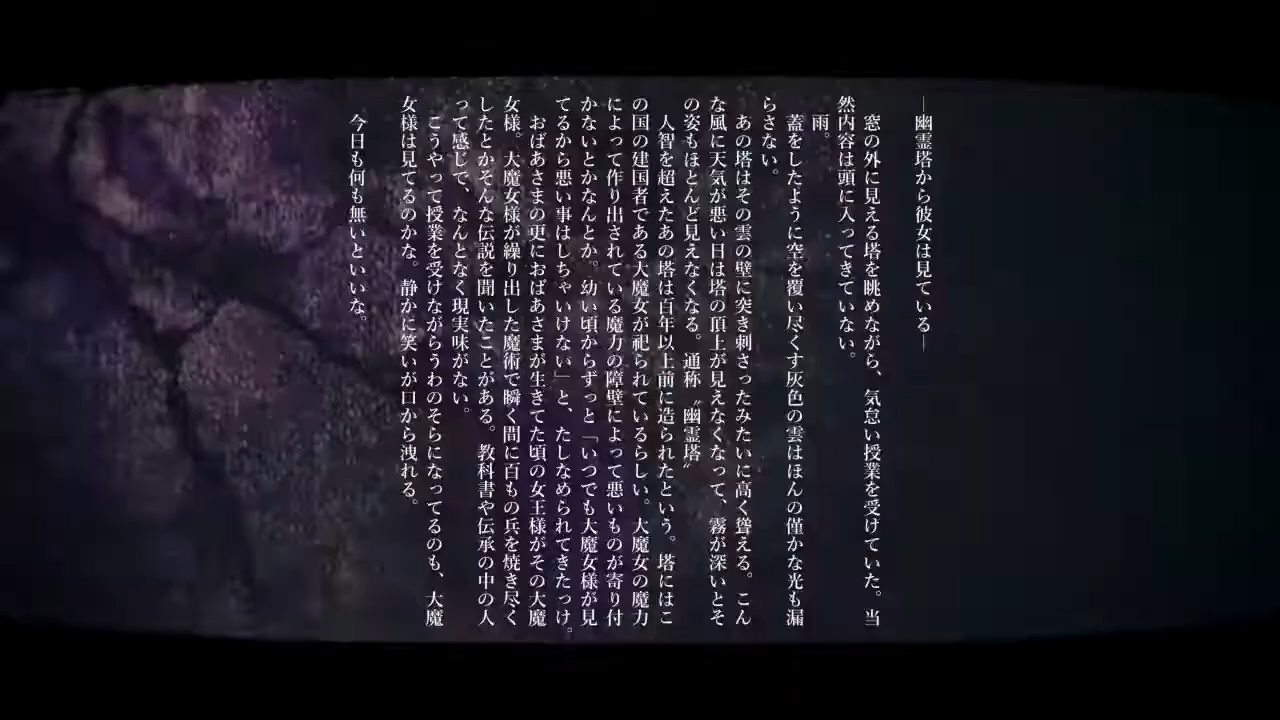 ―幽霊塔から彼女は見ている―
窓の外に見える塔を眺めながら、気怠い授業を受けていた。当
然内容は頭に入ってきていない。
雨。
蓋をしたように空を覆い尽くす灰色の雲はほんの僅かな光も漏
らさない。
あの塔はその雲の壁に突き刺さったみたいに高く聳える。こん
な風に天気が悪い日は塔の頂上が見えなくなって、霧が深いとそ
の姿もほとんど見えなくなる。通称〝幽霊塔〟
人智を超えたあの塔は百年以上前に造られたという。塔にはこ
の国の建国者である大魔女が祀られているらしい。大魔女の魔力
によって作り出されている魔力の障壁によって悪いものが寄り付
かないとかなんとか。幼い頃からずっと「いつでも大魔女様が見
てるから悪い事はしちゃいけない」と、たしなめられてきたっけ。
おばあさまの更におばあさまが生きてた頃の女王様がその大魔
女様。大魔女様が繰り出した魔術で瞬く間に百もの兵を焼き尽く
したとかそんな伝説を聞いたことがある。教科書や伝承の中の人
って感じで、なんとなく現実味がない。
こうやって授業を受けながらうわのそらになってるのも、大魔
女様は見てるのかな。静かに笑いが口から洩れる。
今日も何も無いといいな。